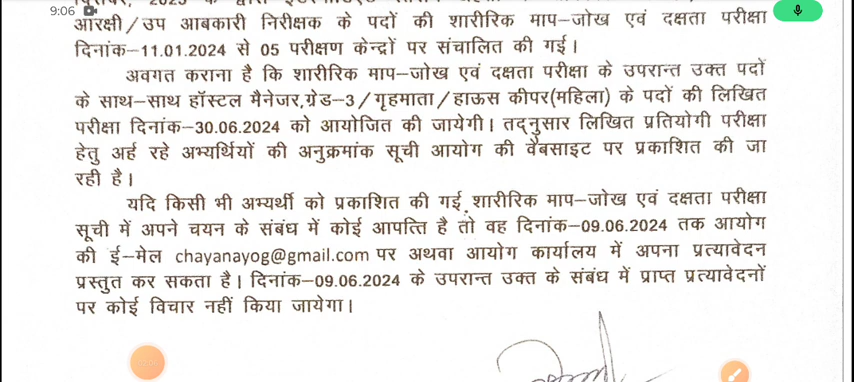 9:06
आरक्षी/उप आबकारी निरीक्षक के पदों की शारीरिक माप–जोख एवं दक्षता परीक्षा
दिनांक–11.01.2024 से 05 परीक्षण केन्द्रों पर संचालित की गई।
अवगत कराना है कि शारीरिक माप–जोख एवं दक्षता परीक्षा के उपरान्त उक्त पदों
के साथ–साथ हॉस्टल मैनेजर,ग्रेड–3/गृहमाता/हाऊस कीपर(महिला) के पदों की लिखित
परीक्षा दिनांक–30.06.2024 को आयोजित की जायेगी। तद्नुसार लिखित प्रतियोगी परीक्षा
हेतु अर्ह रहे अभ्यर्थियों की अनुक्रमांक सूची आयोग की वेबसाइट पर प्रकाशित की जा
रही है।
यदि किसी भी अभ्यर्थी को प्रकाशित की गई शारीरिक माप–जोख एवं दक्षता परीक्षा
सूची में अपने चयन के संबंध में कोई आपत्ति है तो वह दिनांक–09.06.2024 तक आयोग
की ई–मेल chayanayog@gmail.com पर अथवा आयोग कार्यालय में अपना प्रत्यावेदन
प्रस्तुत कर सकता है। दिनांक–09.06.2024 के उपरान्त उक्त के संबंध में प्राप्त प्रत्यावेदनों
पर कोई विचार नहीं किया जायेगा।